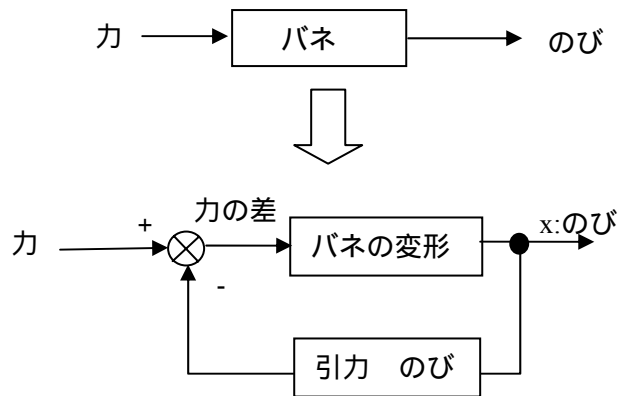 力
バネ
のび
力の差
+
力
バネの変形
x:のび
-
引力　のび